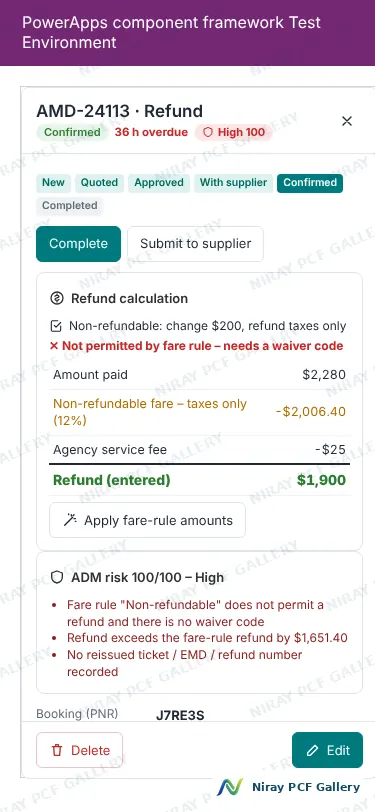 PowerApps component framework Test
Environment
AMD-24113 · Refund
Confirmed 36 h overdue High 100
New Quoted Approved With supplier Confirmed
Completed
Complete Submit to supplier
Refund calculation
Non-refundable: change $200, refund taxes only
✕ Not permitted by fare rule – needs a waiver code
Amount paid $2,280
Non-refundable fare – taxes only -$2,006.40
(12%)
Agency service fee -$25
Refund (entered) $1,900
Apply fare-rule amounts
ADM risk 100/100 – High
• Fare rule "Non-refundable" does not permit a
refund and there is no waiver code
• Refund exceeds the fare-rule refund by $1,651.40
• No reissued ticket / EMD / refund number
recorded
Booking (PNR) J7RE3S
Delete Edit
Niray PCF Gallery
NIRAY PCF GALLERY